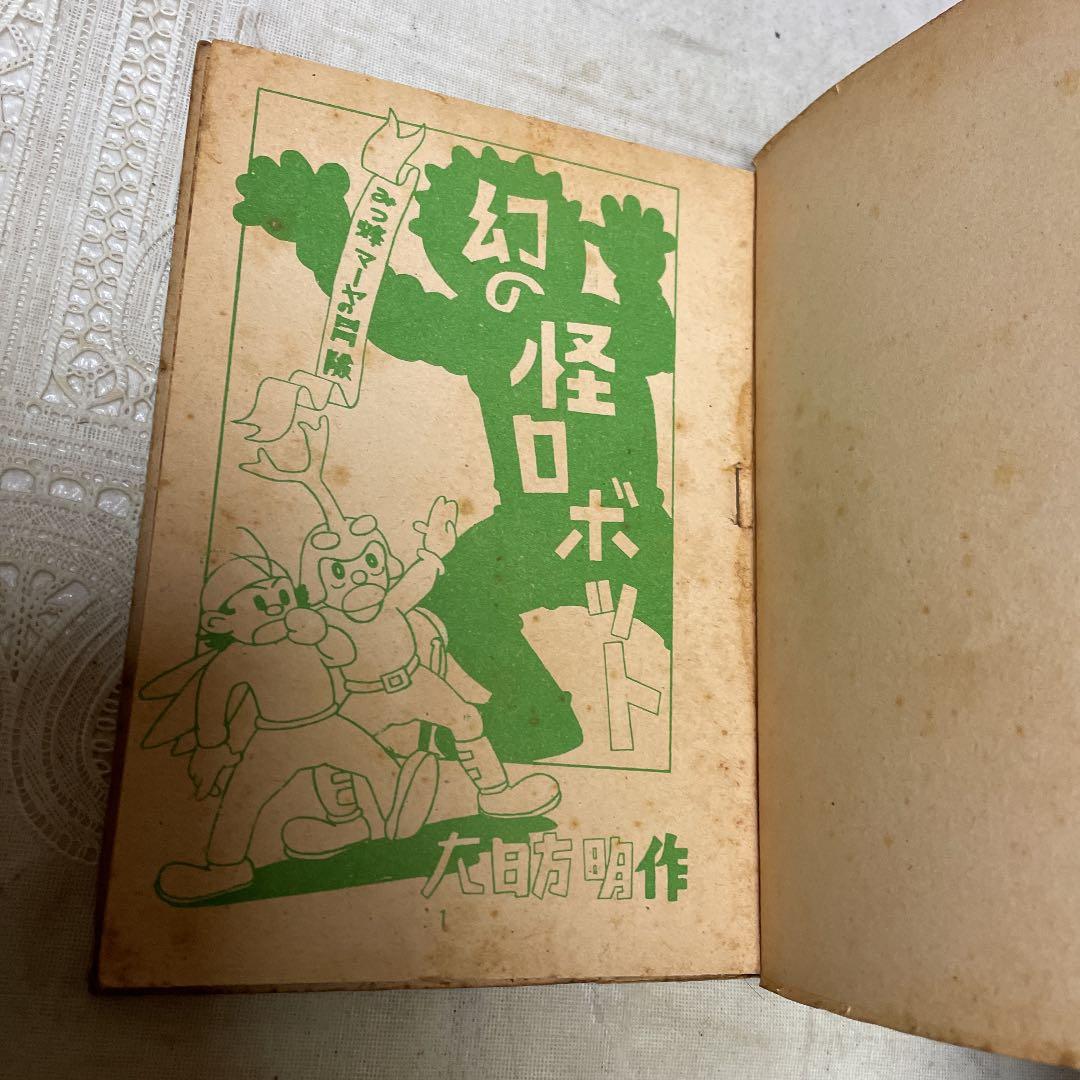 みつ蜂マーヤの冒険
幻の怪ロボット
大日方明作
1